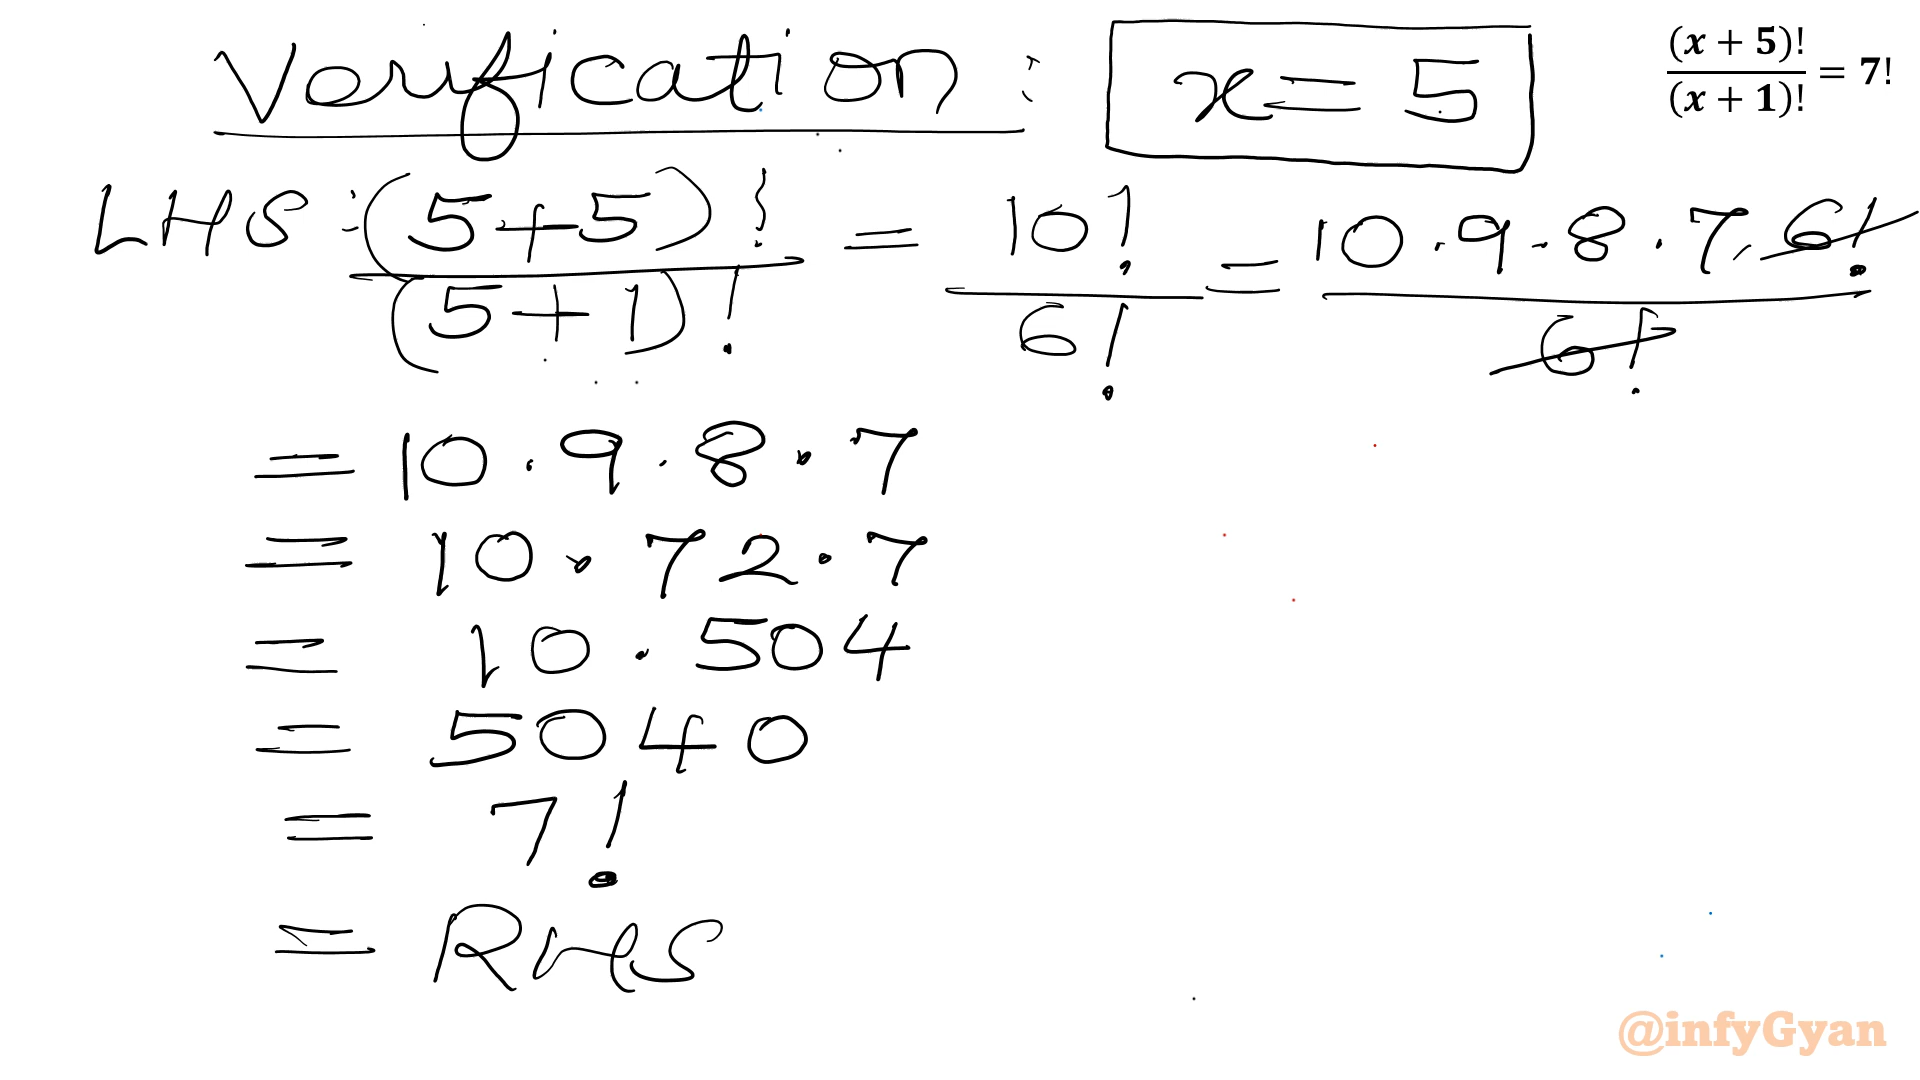 Verification : x = 5
(x + 5)! / (x + 1)! = 7!
LHS : (5+5)! / (5+1)! = 10! / 6! = 10 . 9 . 8 . 7 . 6! / 6!
= 10 . 9 . 8 . 7
= 10 . 72 . 7
= 10 . 504
= 5040
= 7!
= RHS
@infyGyan